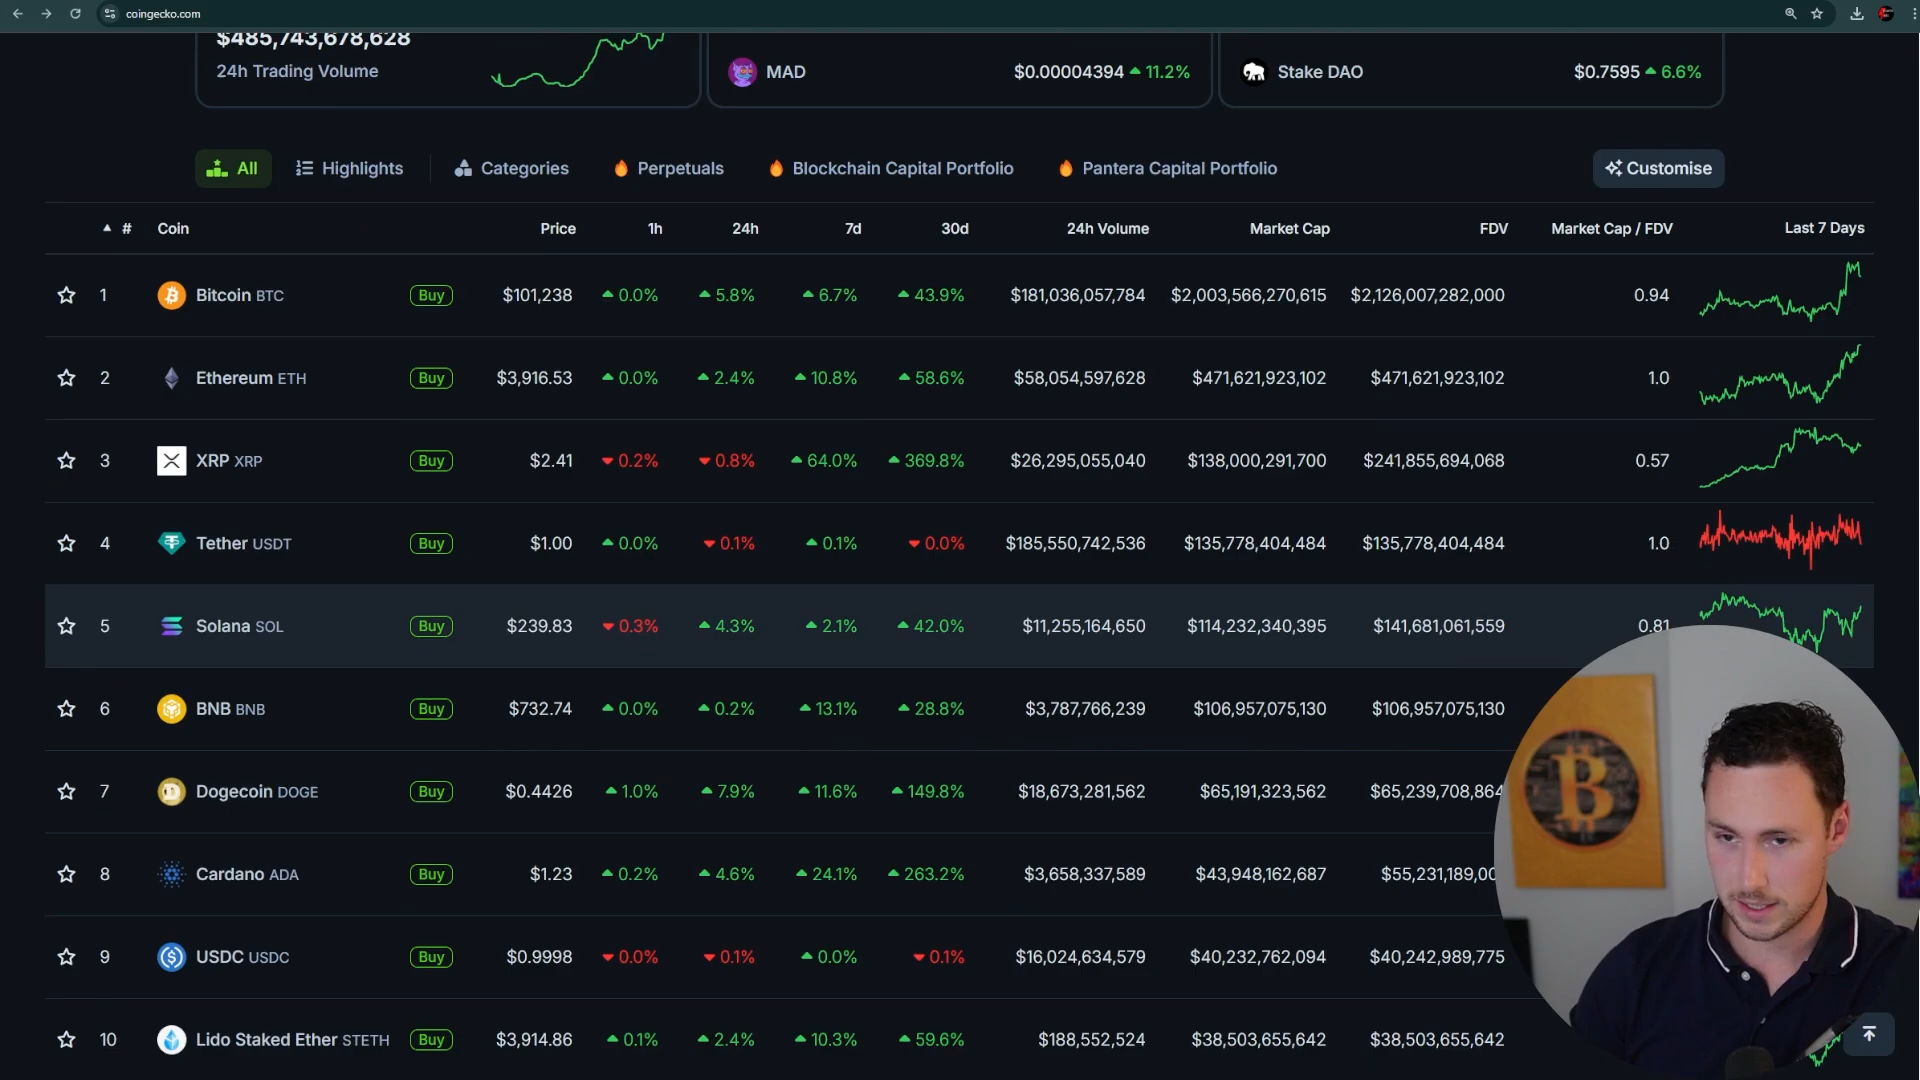 coingecko.com
$485,743,678,628
24h Trading Volume
MAD $0.00004394 11.2%
Stake DAO $0.7595 6.6%
All Highlights Categories Perpetuals Blockchain Capital Portfolio Pantera Capital Portfolio Customise
# Coin Price 1h 24h 7d 30d 24h Volume Market Cap FDV Market Cap / FDV Last 7 Days
1 Bitcoin BTC Buy $101,238 0.0% 5.8% 6.7% 43.9% $181,036,057,784 $2,003,566,270,615 $2,126,007,282,000 0.94
2 Ethereum ETH Buy $3,916.53 0.0% 2.4% 10.8% 58.6% $58,054,597,628 $471,621,923,102 $471,621,923,102 1.0
3 XRP XRP Buy $2.41 0.2% 0.8% 64.0% 369.8% $26,295,055,040 $138,000,291,700 $241,855,694,068 0.57
4 Tether USDT Buy $1.00 0.0% 0.1% 0.1% 0.0% $185,550,742,536 $135,778,404,484 $135,778,404,484 1.0
5 Solana SOL Buy $239.83 0.3% 4.3% 2.1% 42.0% $11,255,164,650 $114,232,340,395 $141,681,061,559 0.81
6 BNB BNB Buy $732.74 0.0% 0.2% 13.1% 28.8% $3,787,766,239 $106,957,075,130 $106,957,075,130
7 Dogecoin DOGE Buy $0.4426 1.0% 7.9% 11.6% 149.8% $18,673,281,562 $65,191,323,562 $65,239,708,864
8 Cardano ADA Buy $1.23 0.2% 4.6% 24.1% 263.2% $3,658,337,589 $43,948,162,687 $55,231,189,00
9 USDC USDC Buy $0.9998 0.0% 0.1% 0.0% 0.1% $16,024,634,579 $40,232,762,094 $40,242,989,775
10 Lido Staked Ether STETH Buy $3,914.86 0.1% 2.4% 10.3% 59.6% $188,552,524 $38,503,655,642 $38,503,655,642